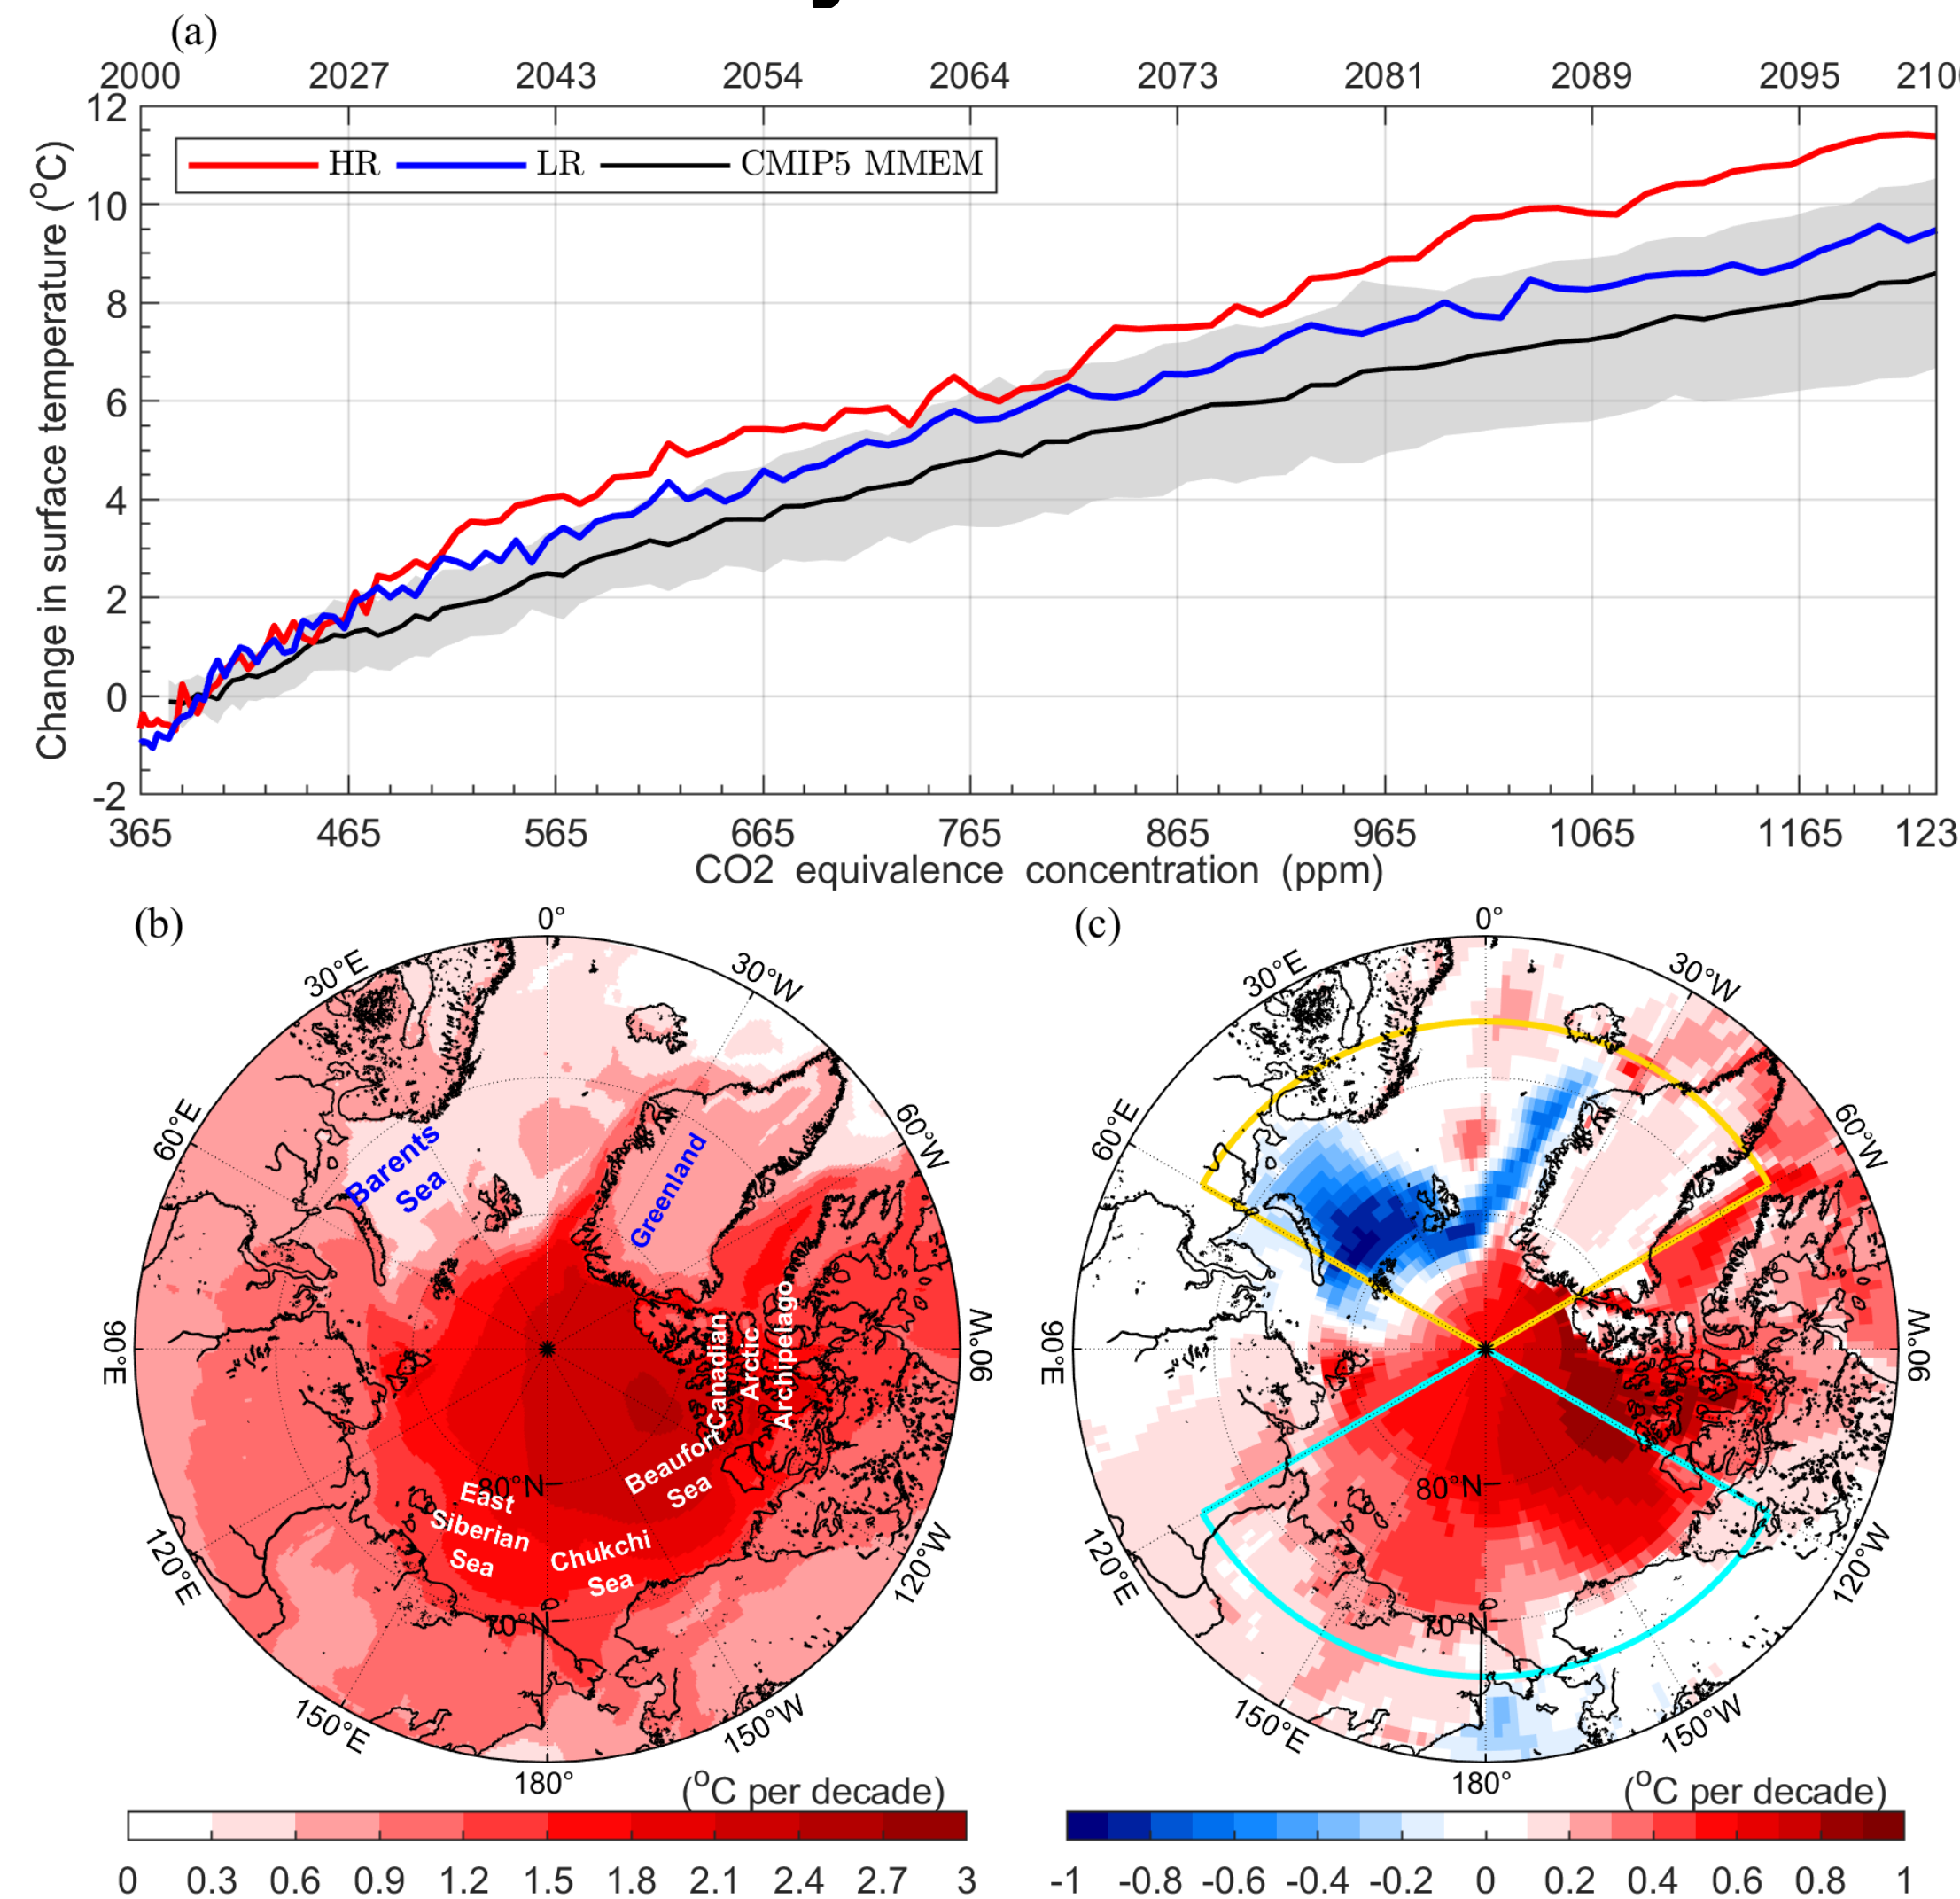 (a)
2000 2027 2043 2054 2064 2073 2081 2089 2095
12
10
8
6
4
2
0
-2
Change in surface temperature (°C)
HR LR CMIP5 MMEM
365 465 565 665 765 865 965 1065 1165
CO2 equivalence concentration (ppm)
(b)
0°
30°W
60°W
90°W
120°W
150°W
180°
150°E
120°E
90°E
60°E
30°E
Barents
Sea
Greenland
Canadian
Arctic
Archipelago
Beaufort
Sea
80°N
East
Siberian
Sea
Chukchi
Sea
70°N
(°C per decade)
0 0.3 0.6 0.9 1.2 1.5 1.8 2.1 2.4 2.7 3
(c)
0°
30°W
60°W
90°W
120°W
150°W
180°
150°E
120°E
90°E
60°E
30°E
80°N
70°N
(°C per decade)
-1 -0.8 -0.6 -0.4 -0.2 0 0.2 0.4 0.6 0.8 1